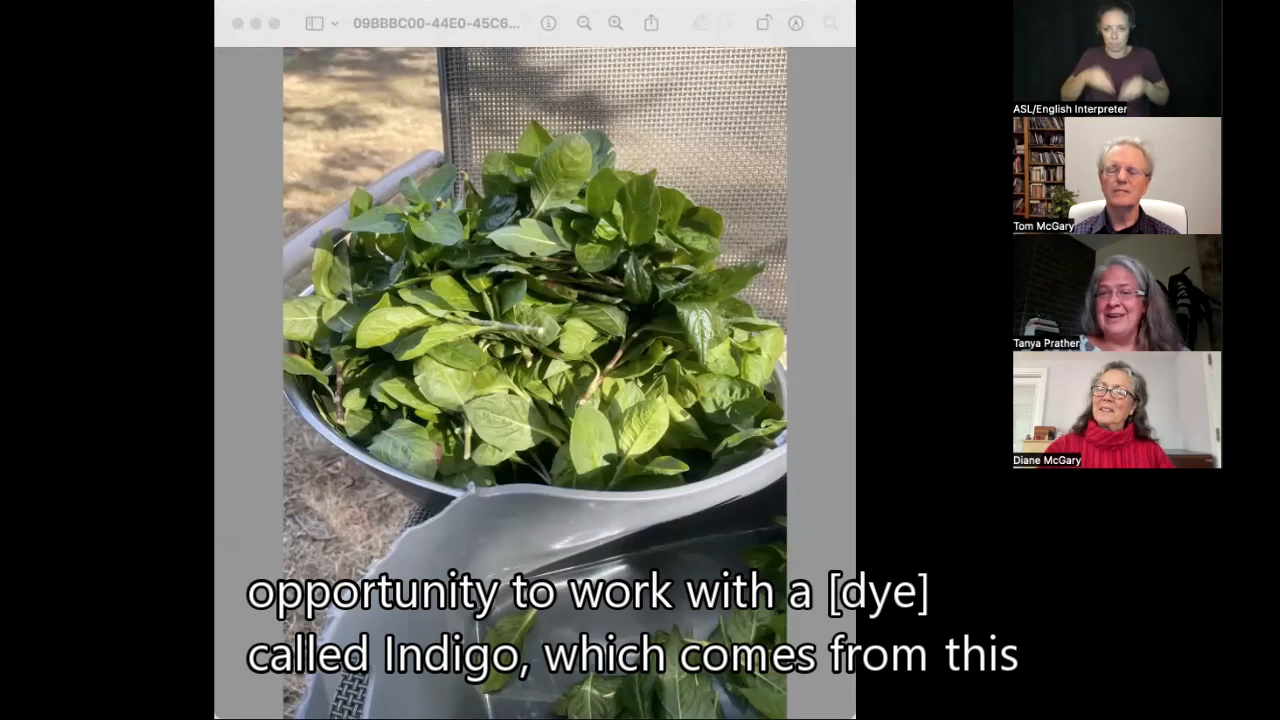 09BBBC00-44E0-45C6...
ASL/English Interpreter
Tom McGary
Tanya Prather
Diane McGary
opportunity to work with a [dye]
called Indigo, which comes from this